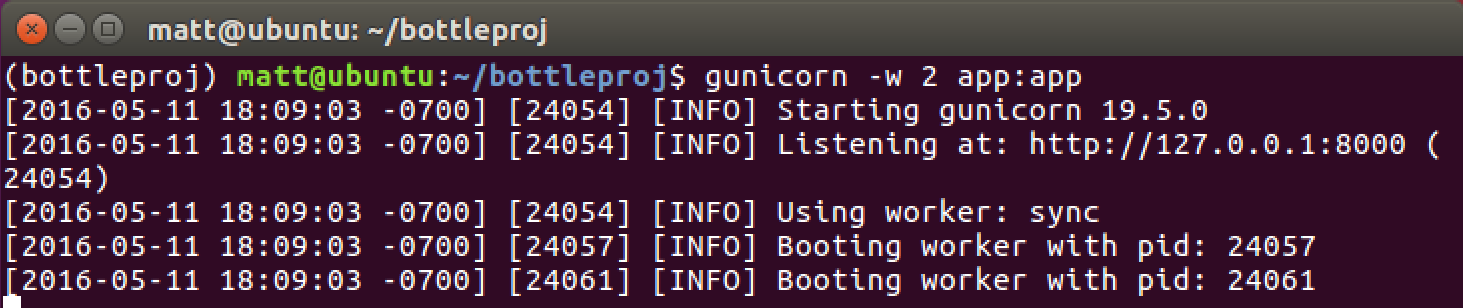 matt@ubuntu: ~/bottleproj
(bottleproj) matt@ubuntu:~/bottleproj$ gunicorn -w 2 app:app
[2016-05-11 18:09:03 -0700] [24054] [INFO] Starting gunicorn 19.5.0
[2016-05-11 18:09:03 -0700] [24054] [INFO] Listening at: http://127.0.0.1:8000 (
24054)
[2016-05-11 18:09:03 -0700] [24054] [INFO] Using worker: sync
[2016-05-11 18:09:03 -0700] [24057] [INFO] Booting worker with pid: 24057
[2016-05-11 18:09:03 -0700] [24061] [INFO] Booting worker with pid: 24061